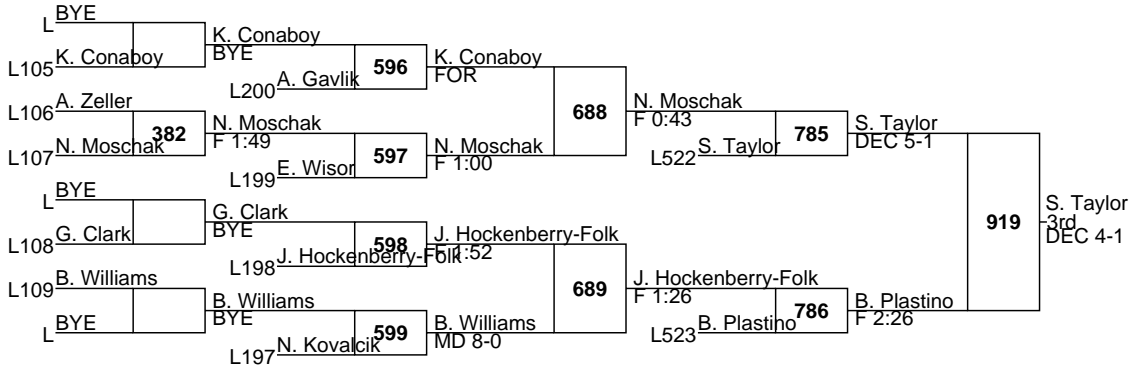 L BYE
K. Conaboy
BYE
L105 K. Conaboy
596
K. Conaboy
FOR
L200 A. Gavlik
L106 A. Zeller
688
N. Moschak
F 0:43
382
N. Moschak
F 1:49
785
S. Taylor
DEC 5-1
L107 N. Moschak
597
N. Moschak
F 1:00
L522 S. Taylor
L199 E. Wisor
L BYE
G. Clark
BYE
919
S. Taylor
3rd
DEC 4-1
L108 G. Clark
598
J. Hockenberry-Folk
F 1:52
L198 J. Hockenberry-Folk
L109 B. Williams
689
J. Hockenberry-Folk
F 1:26
B. Williams
BYE
786
B. Plastino
F 2:26
L BYE
599
B. Williams
MD 8-0
L523 B. Plastino
L197 N. Kovalcik